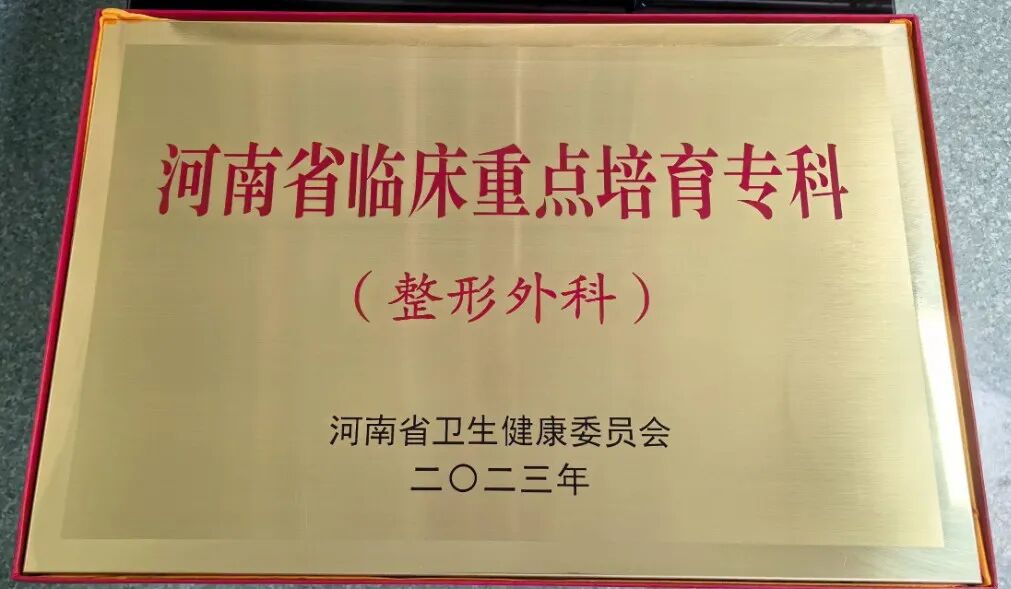 河南省临床重点培育专科
（整形外科）
河南省卫生健康委员会
二〇二三年